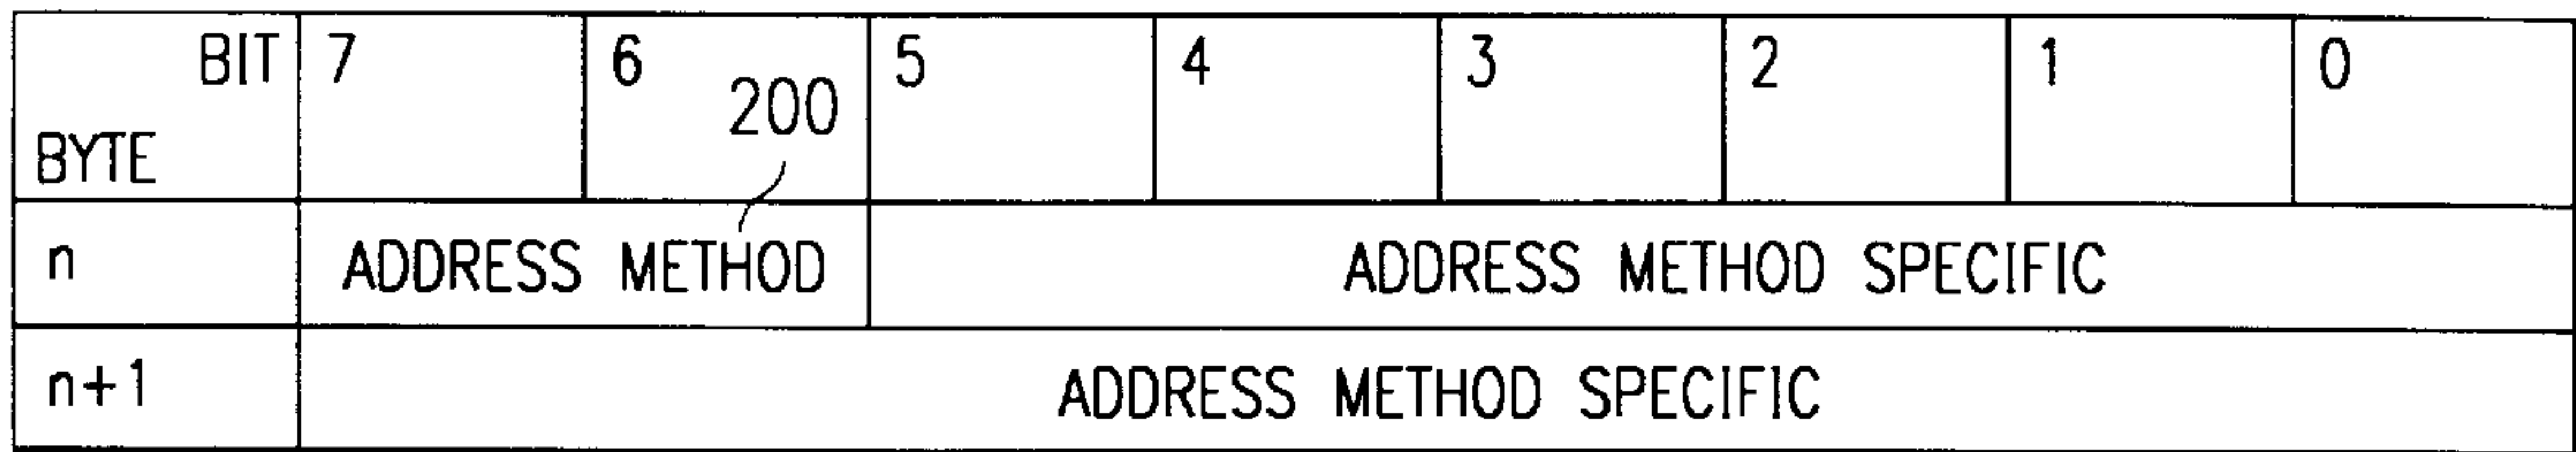 BIT 7 6 5 4 3 2 1 0
200
BYTE
n ADDRESS METHOD ADDRESS METHOD SPECIFIC
n+1 ADDRESS METHOD SPECIFIC